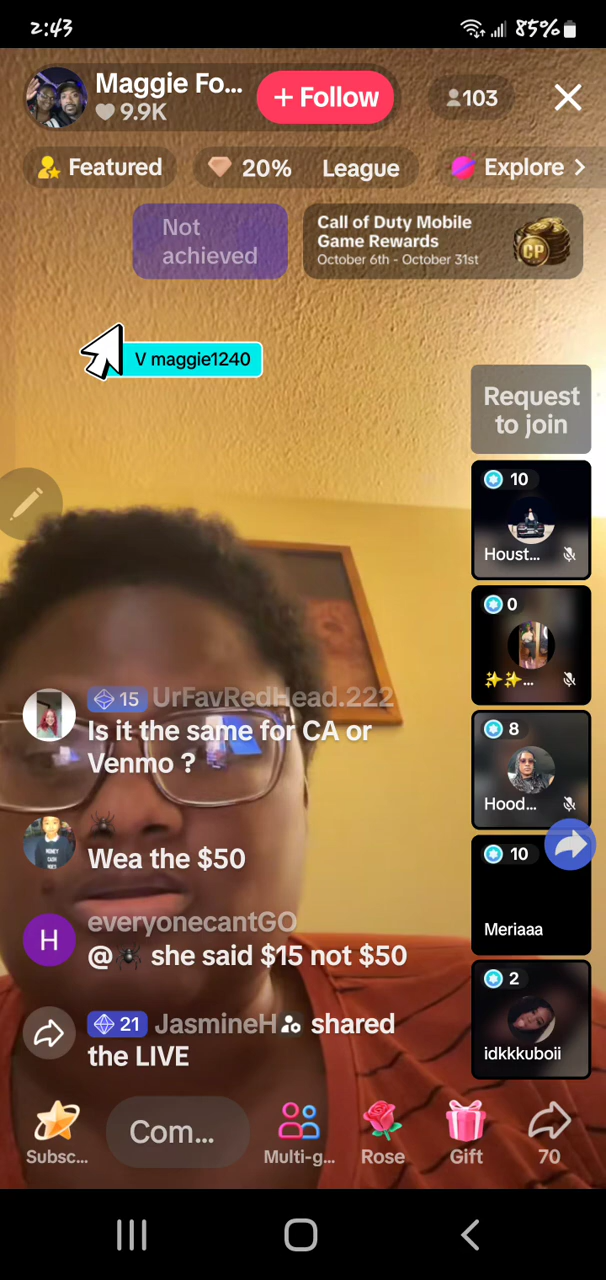 2:43
85%
Maggie Fo...
9.9K
+ Follow
103
Featured
20%
League
Explore >
Not
achieved
Call of Duty Mobile
Game Rewards
October 6th - October 31st
CP
V maggie1240
Request
to join
10
Houst...
0
✨✨...
8
Hood...
10
Meriaaa
2
idkkkuboii
15 UrFavRedHead.222
Is it the same for CA or
Venmo ?
🕷️
Wea the $50
H
everyonecantGO
@🕷️ she said $15 not $50
21 JasmineH shared
the LIVE
Subsc...
Com...
Multi-g...
Rose
Gift
70